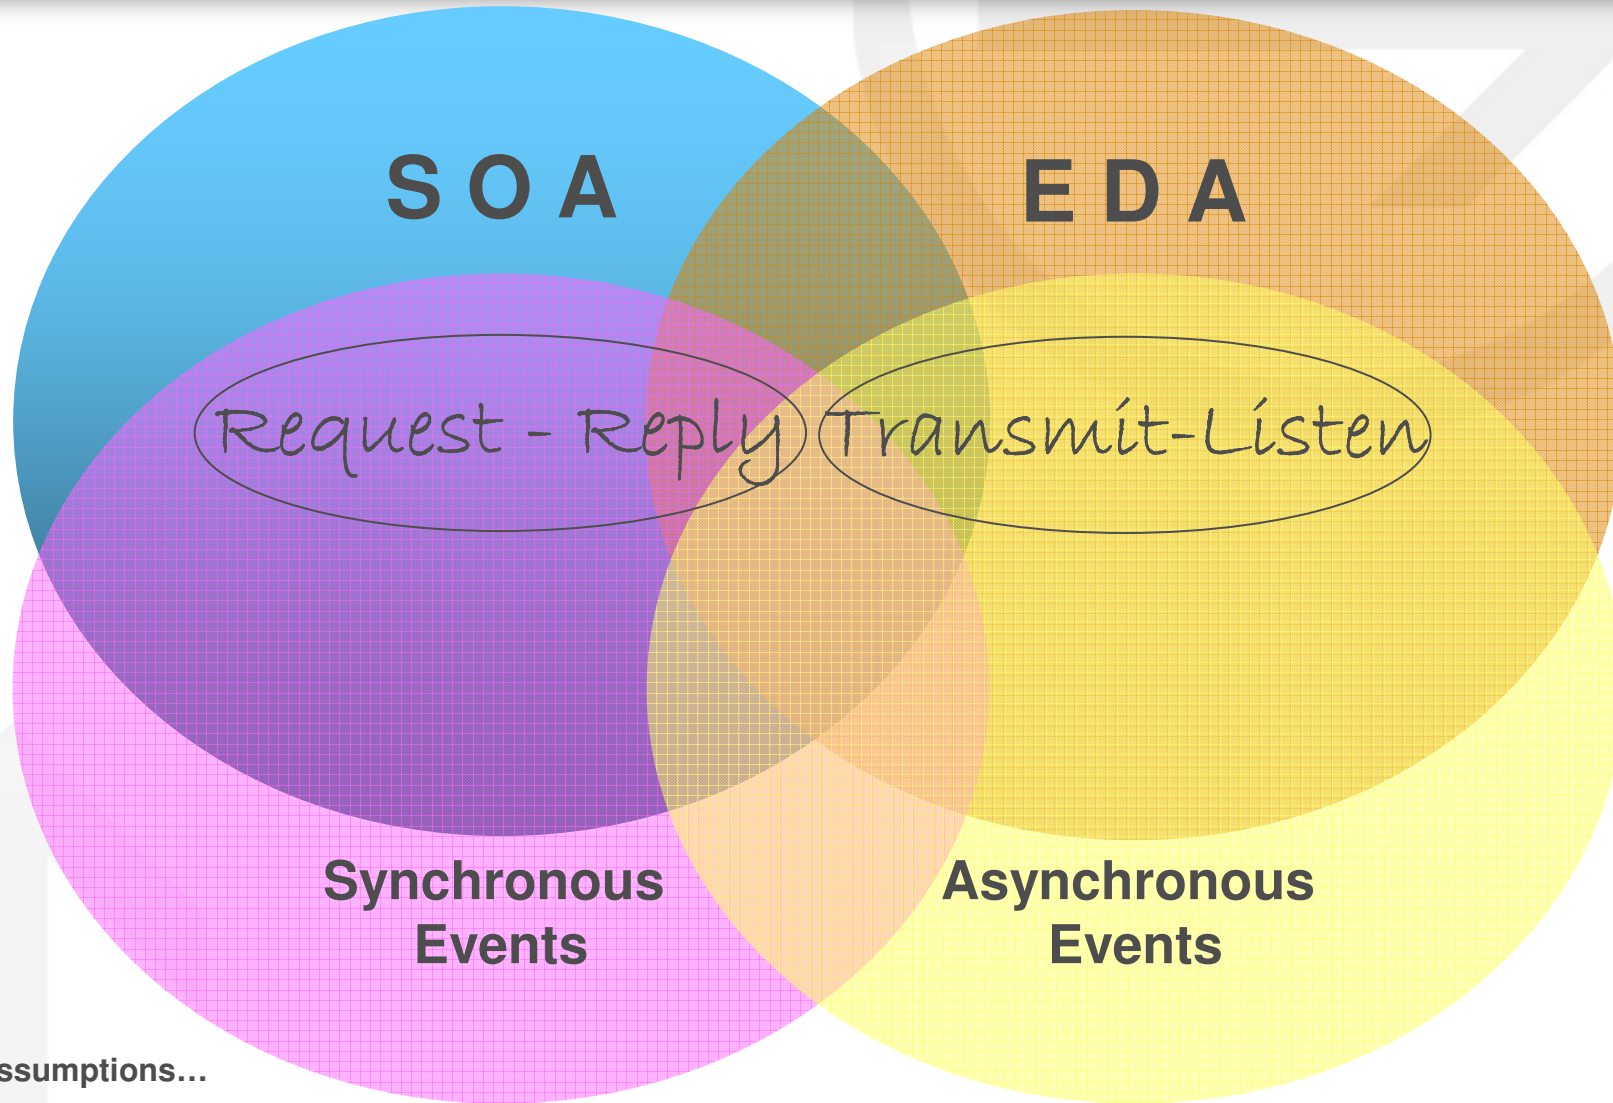 S O A
E D A
Request - Reply
Transmit-Listen
Synchronous
Events
Asynchronous
Events
ssumptions...